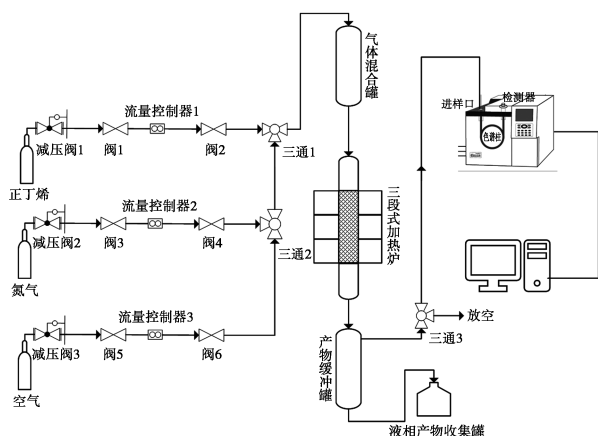 气体混合罐
流量控制器1
减压阀1
阀1
阀2
三通1
正丁烯
流量控制器2
减压阀2
阀3
阀4
三通2
氮气
流量控制器3
减压阀3
阀5
阀6
空气
三段式加热炉
产物缓冲罐
液相产物收集罐
三通3
放空
进样口
检测器
色谱柱